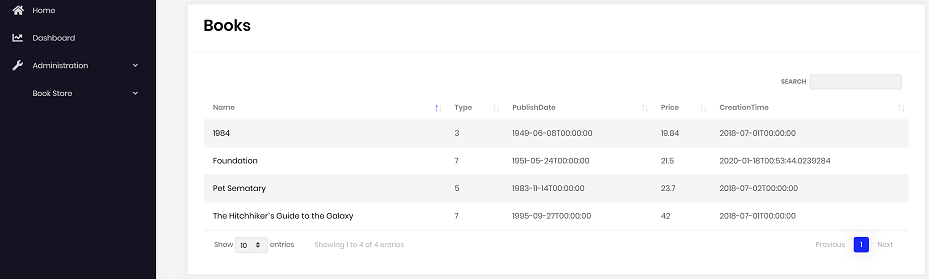 Home
Dashboard
Administration
Book Store
Books
SEARCH
Name Type PublishDate Price CreationTime
1984 3 1949-06-08T00:00:00 19.84 2018-07-01T00:00:00
Foundation 7 1951-05-24T00:00:00 21.5 2020-01-18T00:53:44.0239284
Pet Sematary 5 1983-11-14T00:00:00 23.7 2018-07-02T00:00:00
The Hitchhiker`s Guide to the Galaxy 7 1995-09-27T00:00:00 42 2018-07-01T00:00:00
Show 10 entries Showing 1 to 4 of 4 entries Previous 1 Next